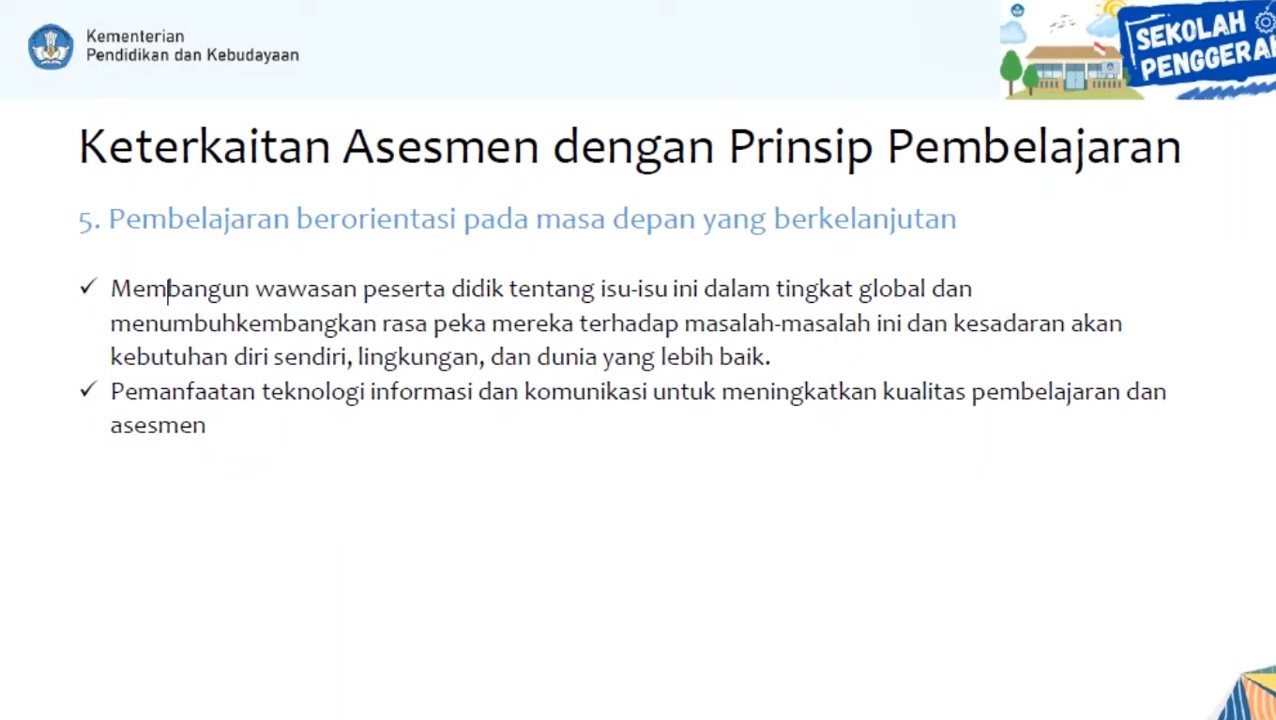 Kementerian
Pendidikan dan Kebudayaan
SEKOLAH
Keterkaitan Asesmen dengan Prinsip Pembelajaran
5. Pembelajaran berorientasi pada masa depan yang berkelanjutan
✓ Membangun wawasan peserta didik tentang isu-isu ini dalam tingkat global dan
menumbuhkembangkan rasa peka mereka terhadap masalah-masalah ini dan kesadaran akan
kebutuhan diri sendiri, lingkungan, dan dunia yang lebih baik.
✓ Pemanfaatan teknologi informasi dan komunikasi untuk meningkatkan kualitas pembelajaran dan
asesmen